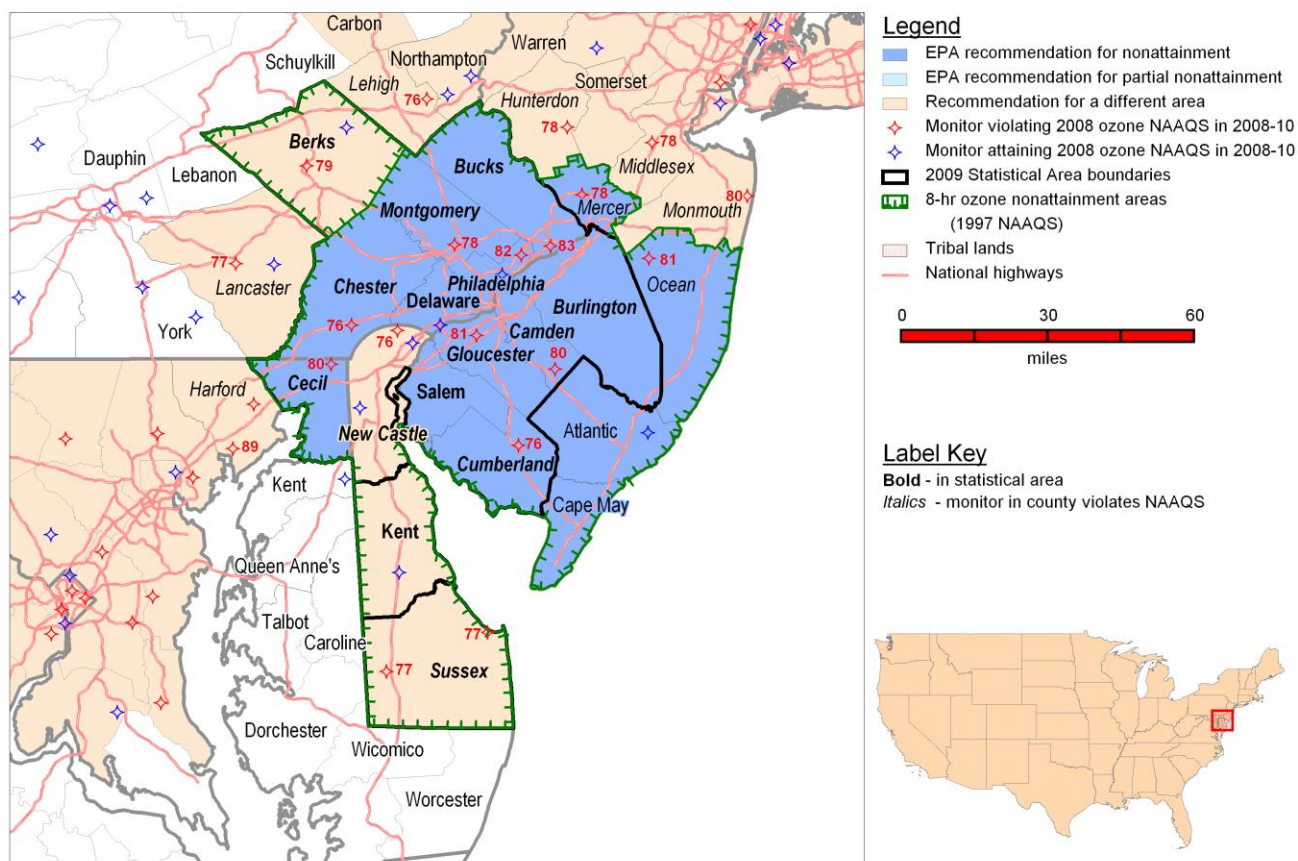 Carbon
Warren
Northampton
Schuylkill
Somerset
Lehigh
76
Hunterdon
78
78
Berks
79
Dauphin
Lebanon
Middlesex
Bucks
78
80
Mercer
Monmouth
Montgomery
78
82
83
81
77
Lancaster
Ocean
Philadelphia
Chester
Delaware
Burlington
York
76
76
81
Camden
Gloucester
80
80
Cecil
Harford
Salem
89
New Castle
Atlantic
76
Cumberland
Kent
Cape May
Kent
Queen Anne's
Talbot
Caroline
77
77
Sussex
Dorchester
Wicomico
Worcester
Legend
EPA recommendation for nonattainment
EPA recommendation for partial nonattainment
Recommendation for a different area
Monitor violating 2008 ozone NAAQS in 2008-10
Monitor attaining 2008 ozone NAAQS in 2008-10
2009 Statistical Area boundaries
8-hr ozone nonattainment areas
(1997 NAAQS)
Tribal lands
National highways
0 30 60
miles
Label Key
Bold - in statistical area
Italics - monitor in county violates NAAQS